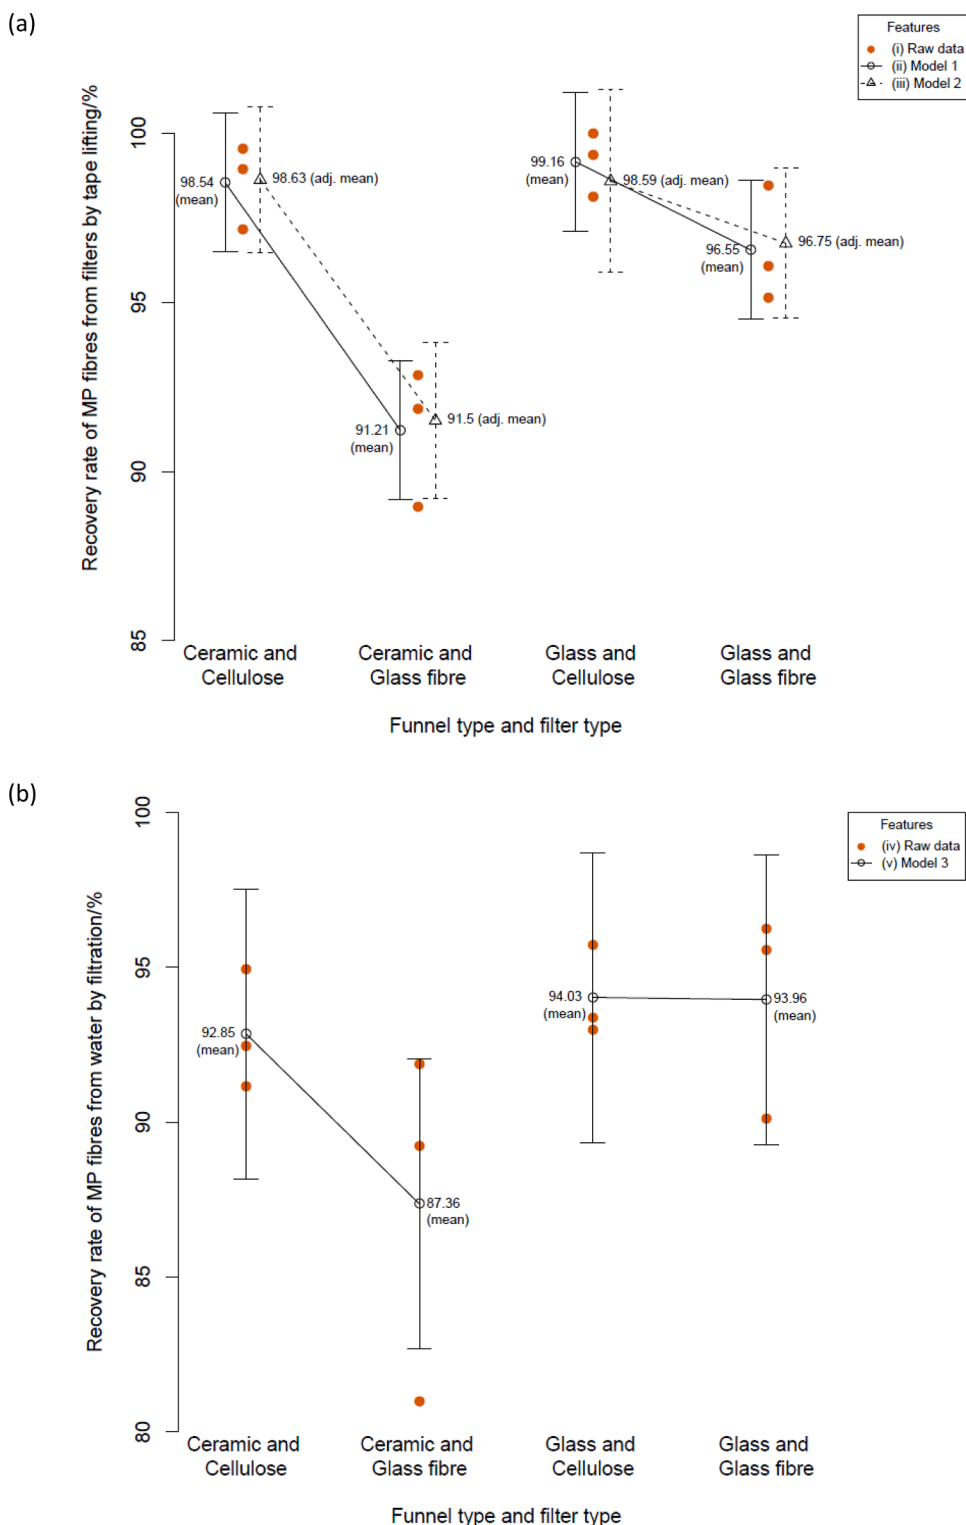 (a)
Features
(i) Raw data
(ii) Model 1
(iii) Model 2
Recovery rate of MP fibres from filters by tape lifting/%
100
95
90
85
98.54
(mean)
98.63 (adj. mean)
91.21
(mean)
91.5 (adj. mean)
99.16
(mean)
98.59 (adj. mean)
96.55
(mean)
96.75 (adj. mean)
Ceramic and
Cellulose
Ceramic and
Glass fibre
Glass and
Cellulose
Glass and
Glass fibre
Funnel type and filter type
(b)
Features
(iv) Raw data
(v) Model 3
Recovery rate of MP fibres from water by filtration/%
100
95
90
85
80
92.85
(mean)
87.36
(mean)
94.03
(mean)
93.96
(mean)
Ceramic and
Cellulose
Ceramic and
Glass fibre
Glass and
Cellulose
Glass and
Glass fibre
Funnel type and filter type